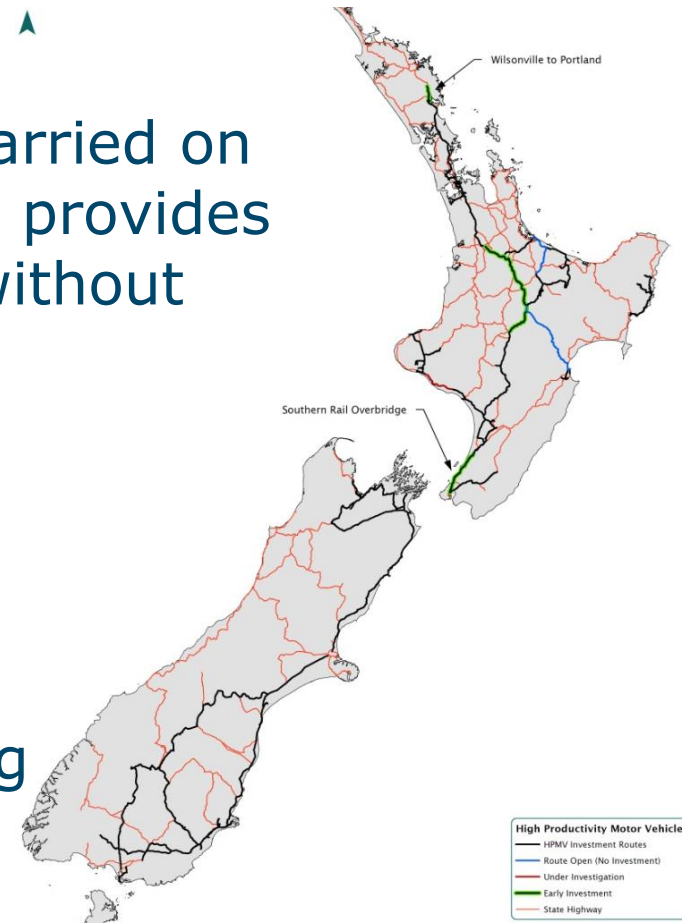 Wilsonville to Portland
arried on
provides
without
Southern Rail Overbridge
g
High Productivity Motor Vehicle
HPMV Investment Routes
Route Open (No Investment)
Under Investigation
Early Investment
State Highway